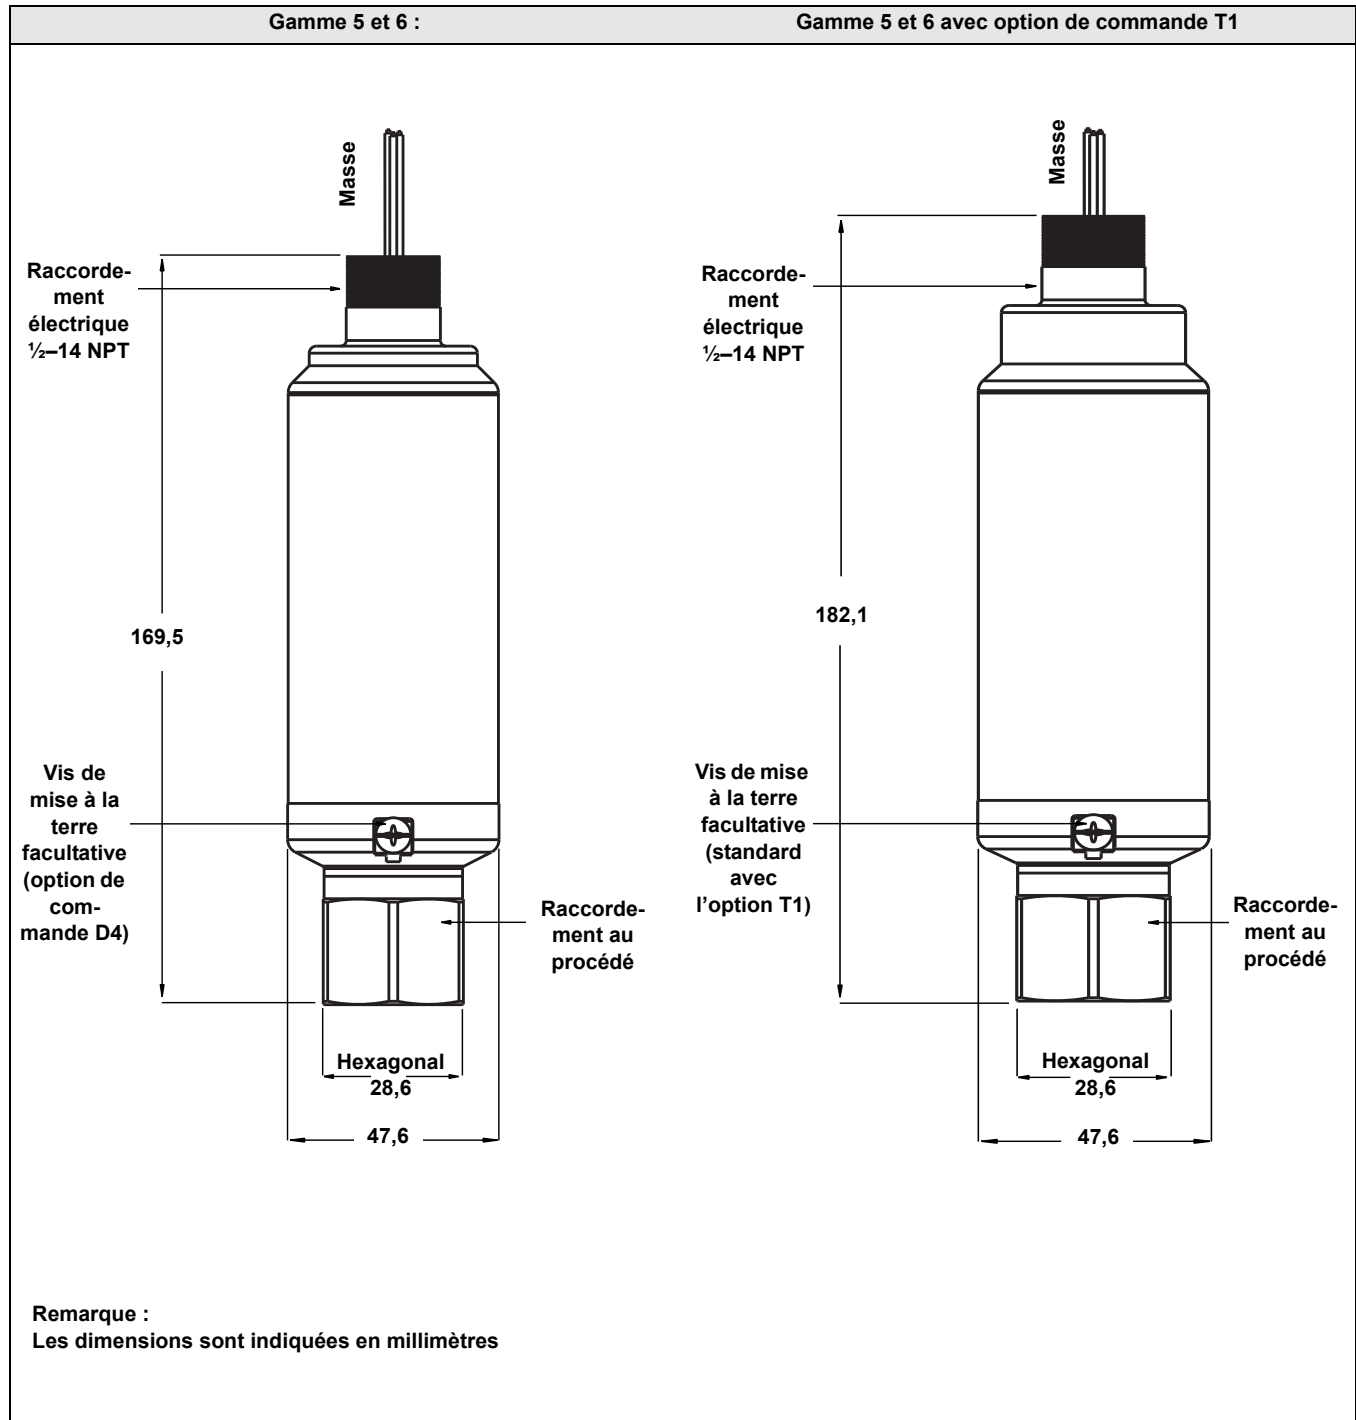 Gamme 5 et 6 :
Gamme 5 et 6 avec option de commande T1
Masse
Raccorde-
ment
électrique
½–14 NPT
169,5
Vis de
mise à la
terre
facultative
(option de
com-
mande D4)
Raccorde-
ment au
procédé
Hexagonal
28,6
47,6
Masse
Raccorde-
ment
électrique
½–14 NPT
182,1
Vis de mise
à la terre
facultative
(standard
avec
l’option T1)
Raccorde-
ment au
procédé
Hexagonal
28,6
47,6
Remarque :
Les dimensions sont indiquées en millimètres